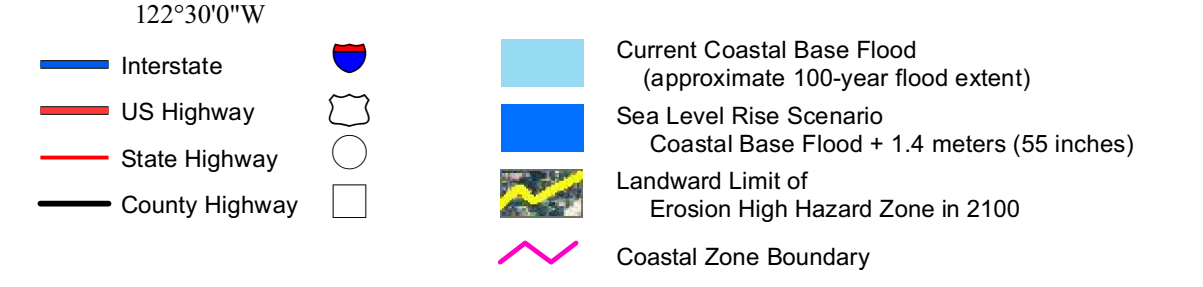 122°30'0"W
Interstate
US Highway
State Highway
County Highway
Current Coastal Base Flood
(approximate 100-year flood extent)
Sea Level Rise Scenario
Coastal Base Flood + 1.4 meters (55 inches)
Landward Limit of
Erosion High Hazard Zone in 2100
Coastal Zone Boundary